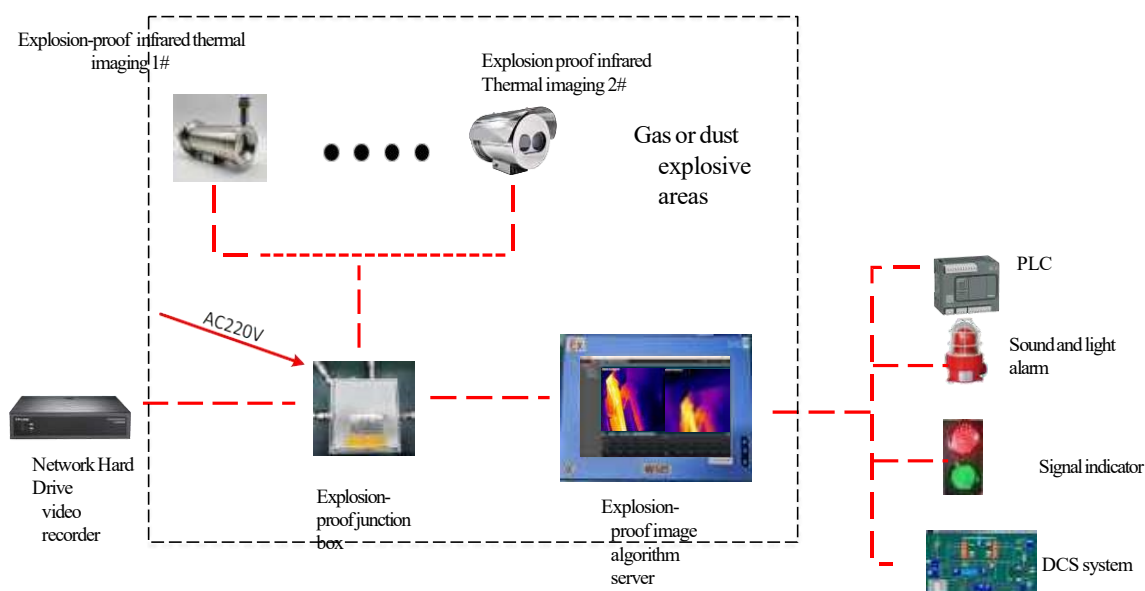 Explosion-proof infrared thermal
imaging 1#
Explosion proof infrared
Thermal imaging 2#
Gas or dust
explosive
areas
AC220V
PLC
Sound and light
alarm
Signal indicator
DCS system
Network Hard
Drive
video
recorder
Explosion-
proof junction
box
Explosion-
proof image
algorithm
server
Ex